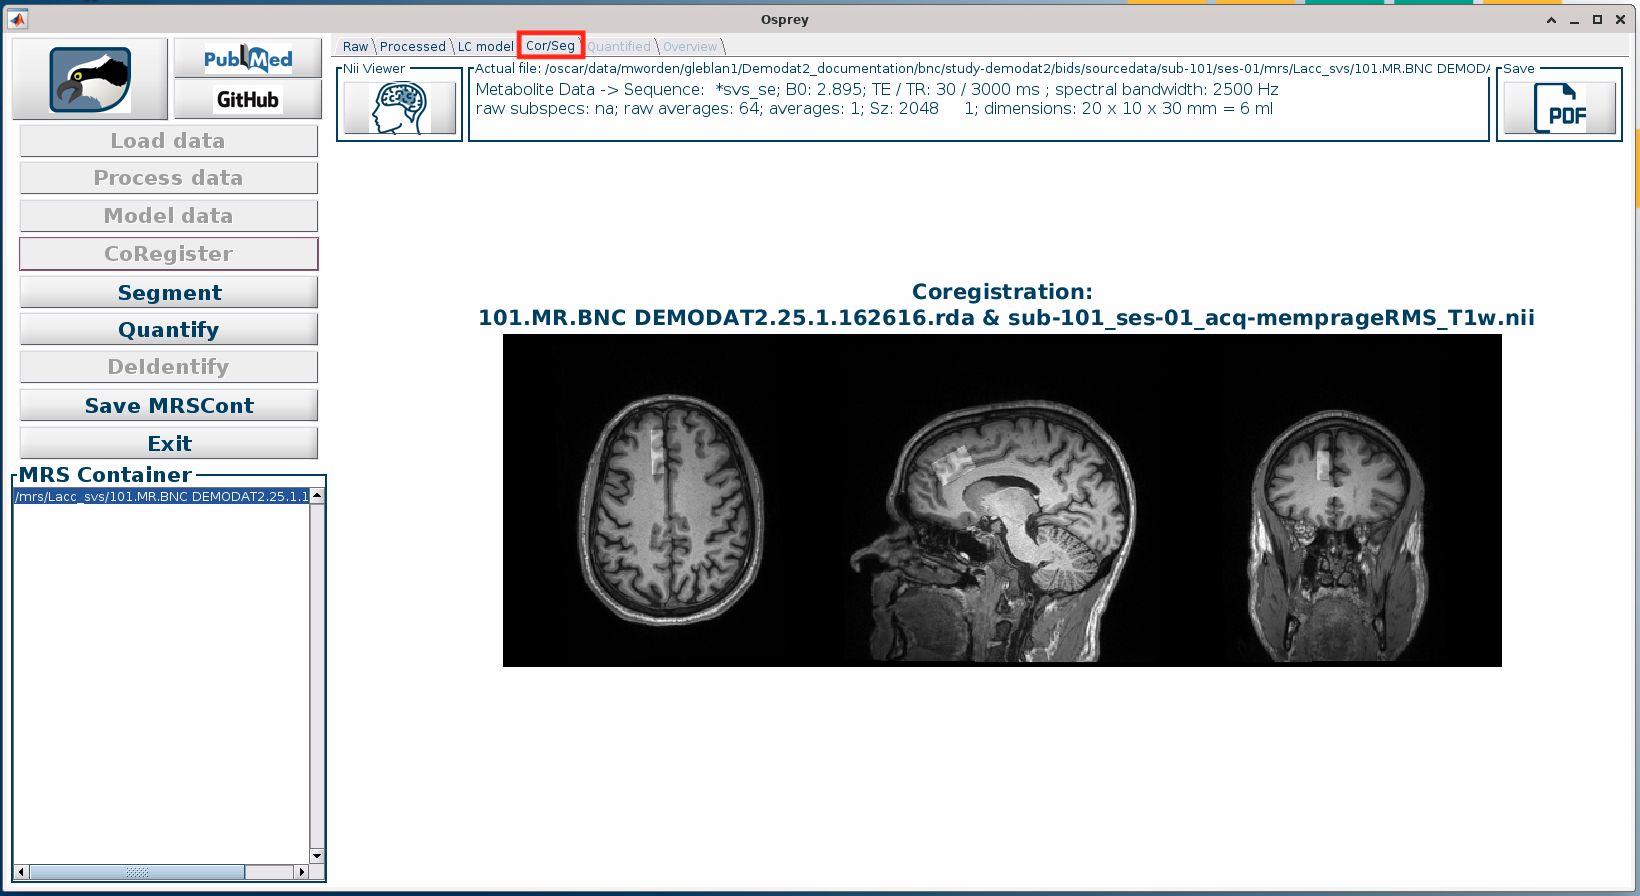 Osprey
PubMed
GitHub
Load data
Process data
Model data
CoRegister
Segment
Quantify
DeIdentify
Save MRSCont
Exit
MRS Container
/mrs/Lacc_svs/101.MR.BNC DEMODAT2.25.1.1
Raw Processed LC model Cor/Seg Quantified Overview
Nii Viewer
Actual file: /oscar/data/mworden/gleblan1/Demodat2_documentation/bnc/study-demodat2/bids/sourcedata/sub-101/ses-01/mrs/Lacc_svs/101.MR.BNC DEMODA
Metabolite Data -> Sequence: *svs_se; B0: 2.895; TE / TR: 30 / 3000 ms ; spectral bandwidth: 2500 Hz
raw subspecs: na; raw averages: 64; averages: 1; Sz: 2048 1; dimensions: 20 x 10 x 30 mm = 6 ml
Save
PDF
Coregistration:
101.MR.BNC DEMODAT2.25.1.162616.rda & sub-101_ses-01_acq-memprageRMS_T1w.nii